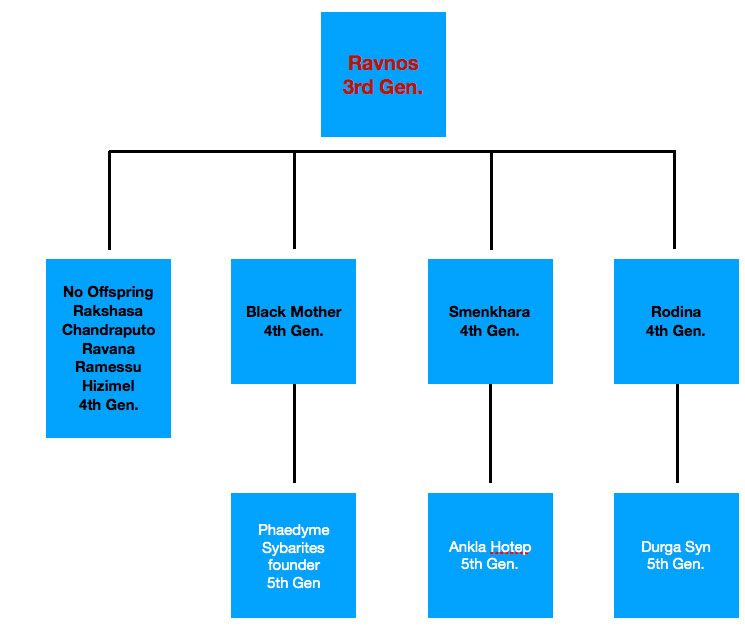 Ravnos
3rd Gen.
No Offspring
Rakshasa
Chandraputo
Ravana
Ramessu
Hizimel
4th Gen.
Black Mother
4th Gen.
Smenkhara
4th Gen.
Rodina
4th Gen.
Phaedyme
Sybarites
founder
5th Gen
Ankla Hotep
5th Gen.
Durga Syn
5th Gen.